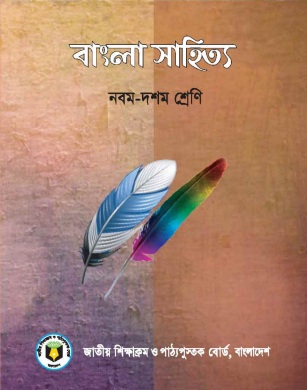 বাংলা সাহিত্য
নবম-দশম শ্রেণি
জাতীয় শিক্ষাক্রম ও পাঠ্যপুস্তক বোর্ড, বাংলাদেশ